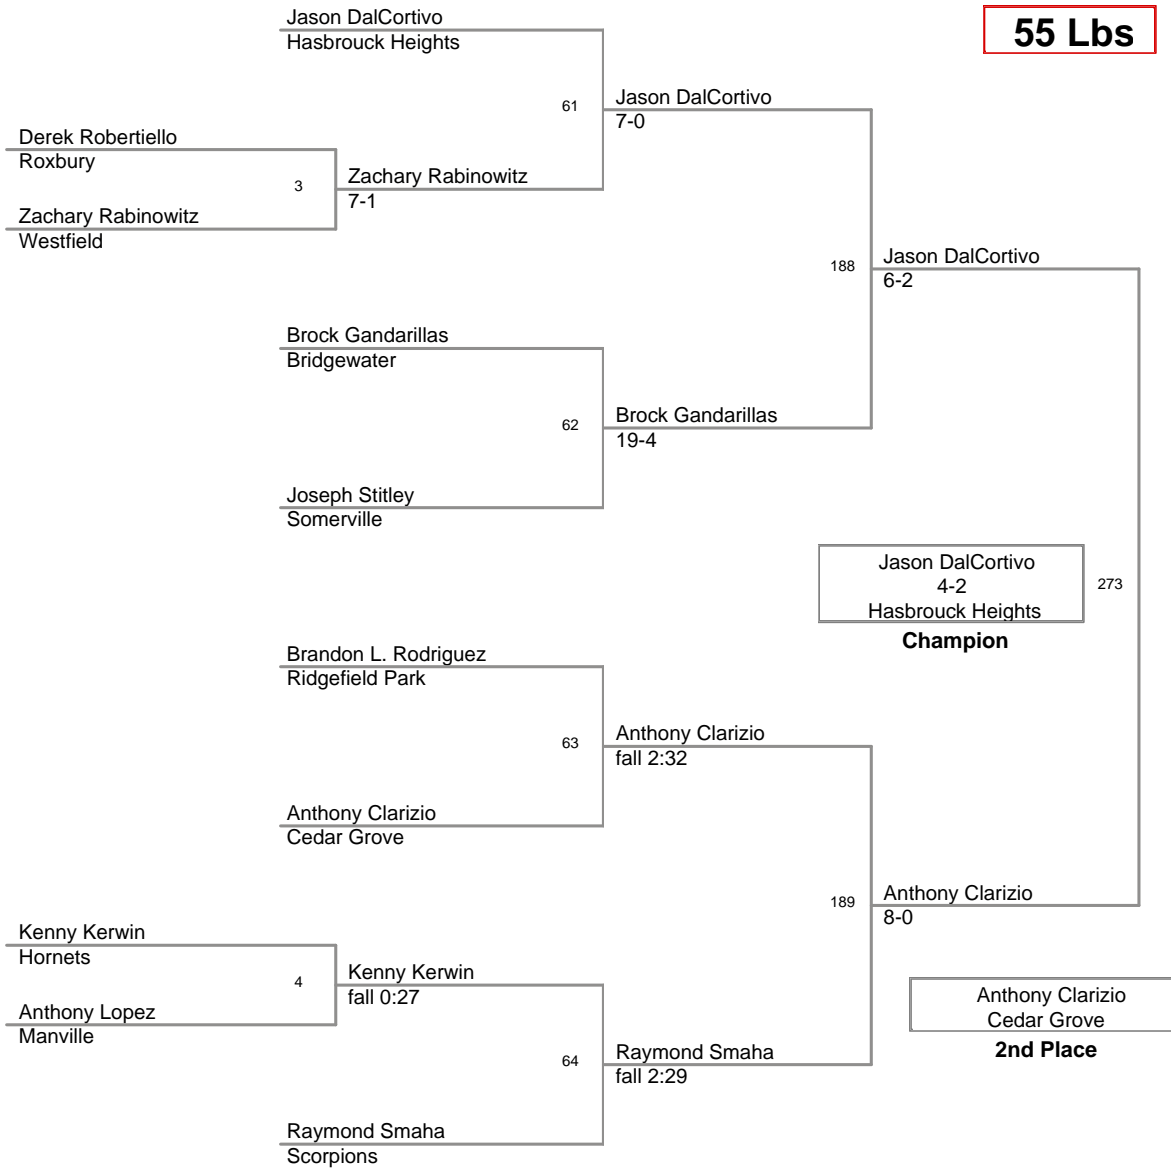 Jason DalCortivo
Hasbrouck Heights
55 Lbs
61
Jason DalCortivo
7-0
Derek Robertiello
Roxbury
3
Zachary Rabinowitz
7-1
Zachary Rabinowitz
Westfield
188
Jason DalCortivo
6-2
Brock Gandarillas
Bridgewater
62
Brock Gandarillas
19-4
Joseph Stitley
Somerville
Jason DalCortivo
4-2
Hasbrouck Heights
273
Champion
Brandon L. Rodriguez
Ridgefield Park
63
Anthony Clarizio
fall 2:32
Anthony Clarizio
Cedar Grove
189
Anthony Clarizio
8-0
Kenny Kerwin
Hornets
4
Kenny Kerwin
fall 0:27
Anthony Lopez
Manville
Anthony Clarizio
Cedar Grove
2nd Place
64
Raymond Smaha
fall 2:29
Raymond Smaha
Scorpions